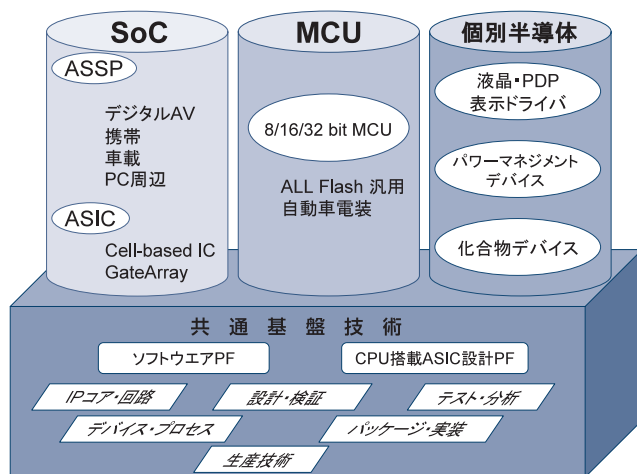 SoC
ASSP
デジタルAV
携帯
車載
PC周辺
ASIC
Cell-based IC
GateArray
MCU
8/16/32 bit MCU
ALL Flash 汎用
自動車電装
個別半導体
液晶・PDP
表示ドライバ
パワーマネジメント
デバイス
化合物デバイス
共通基盤技術
ソフトウエアPF
CPU搭載ASIC設計PF
IPコア・回路
設計・検証
テスト・分析
デバイス・プロセス
パッケージ・実装
生産技術